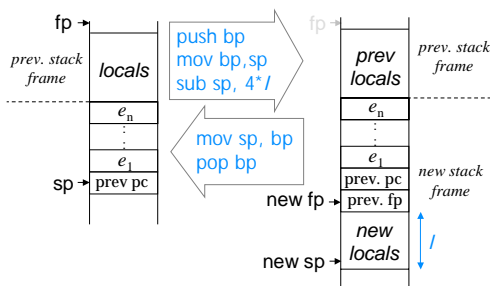 fp
prev. stack
frame
locals
e_n
⋮ ⋮
e_1
sp
prev pc
push bp
mov bp,sp
sub sp, 4*l
mov sp, bp
pop bp
fp
prev
locals
prev. stack
frame
e_n
⋮ ⋮
e_1
prev. pc
new stack
frame
new fp
prev. fp
new
locals
l
new sp